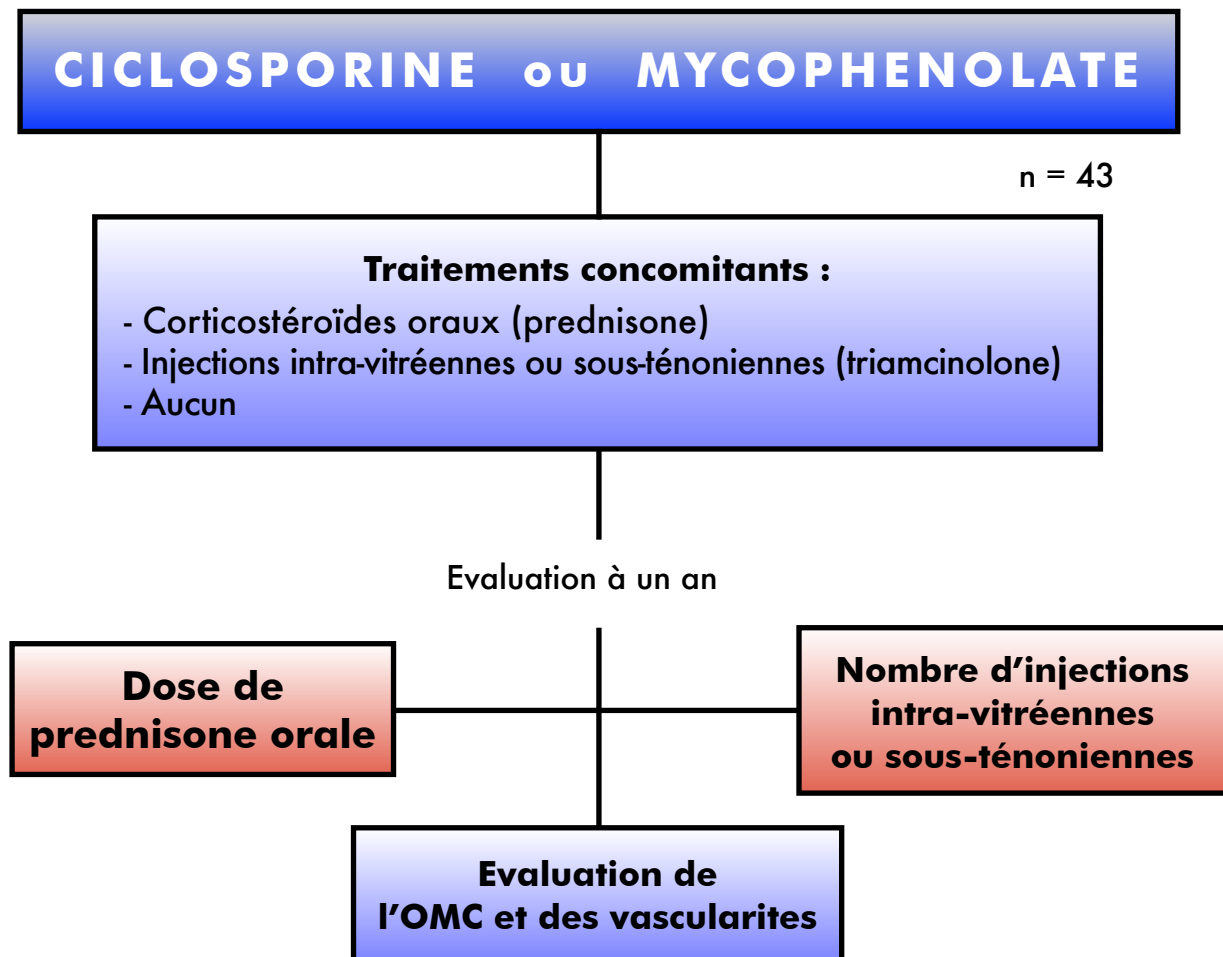 CICLOSPORINE ou MYCOPHENOLATE
n = 43
Traitements concomitants :
- Corticostéroïdes oraux (prednisone)
- Injections intra-vitréennes ou sous-ténoniennes (triamcinolone)
- Aucun
Evaluation à un an
Dose de
prednisone orale
Nombre d’injections
intra-vitréennes
ou sous-ténoniennes
Evaluation de
l’OMC et des vascularites